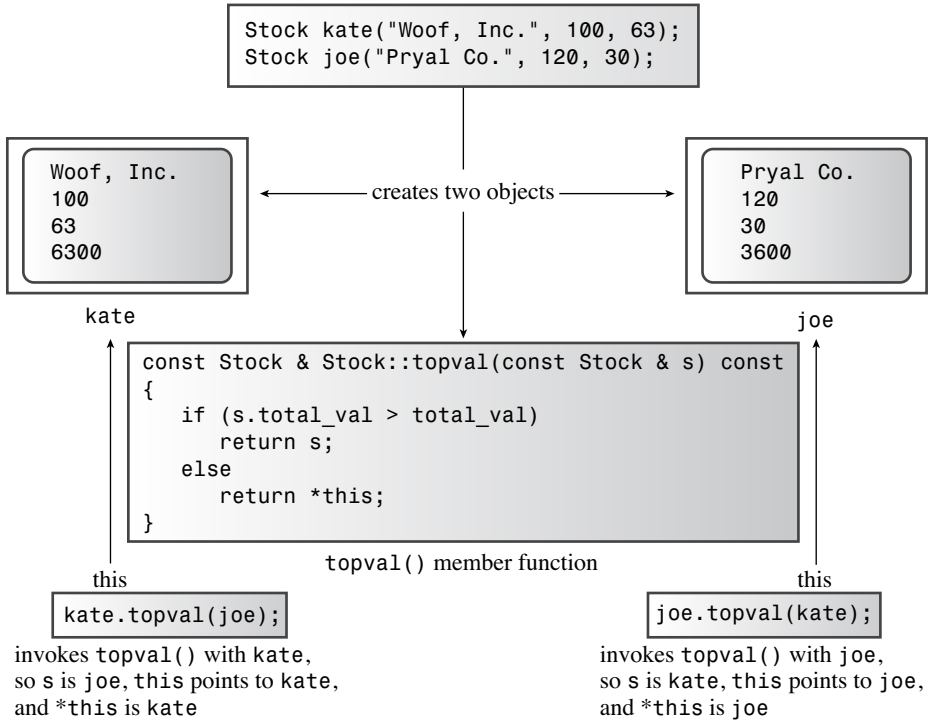 Stock kate("Woof, Inc.", 100, 63);
Stock joe("Pryal Co.", 120, 30);
Woof, Inc.
100
63
6300
creates two objects
Pryal Co.
120
30
3600
kate
joe
const Stock & Stock::topval(const Stock & s) const
{
if (s.total_val > total_val)
return s;
else
return *this;
}
topval() member function
this
kate.topval(joe);
invokes topval() with kate,
so s is joe, this points to kate,
and *this is kate
this
joe.topval(kate);
invokes topval() with joe,
so s is kate, this points to joe,
and *this is joe